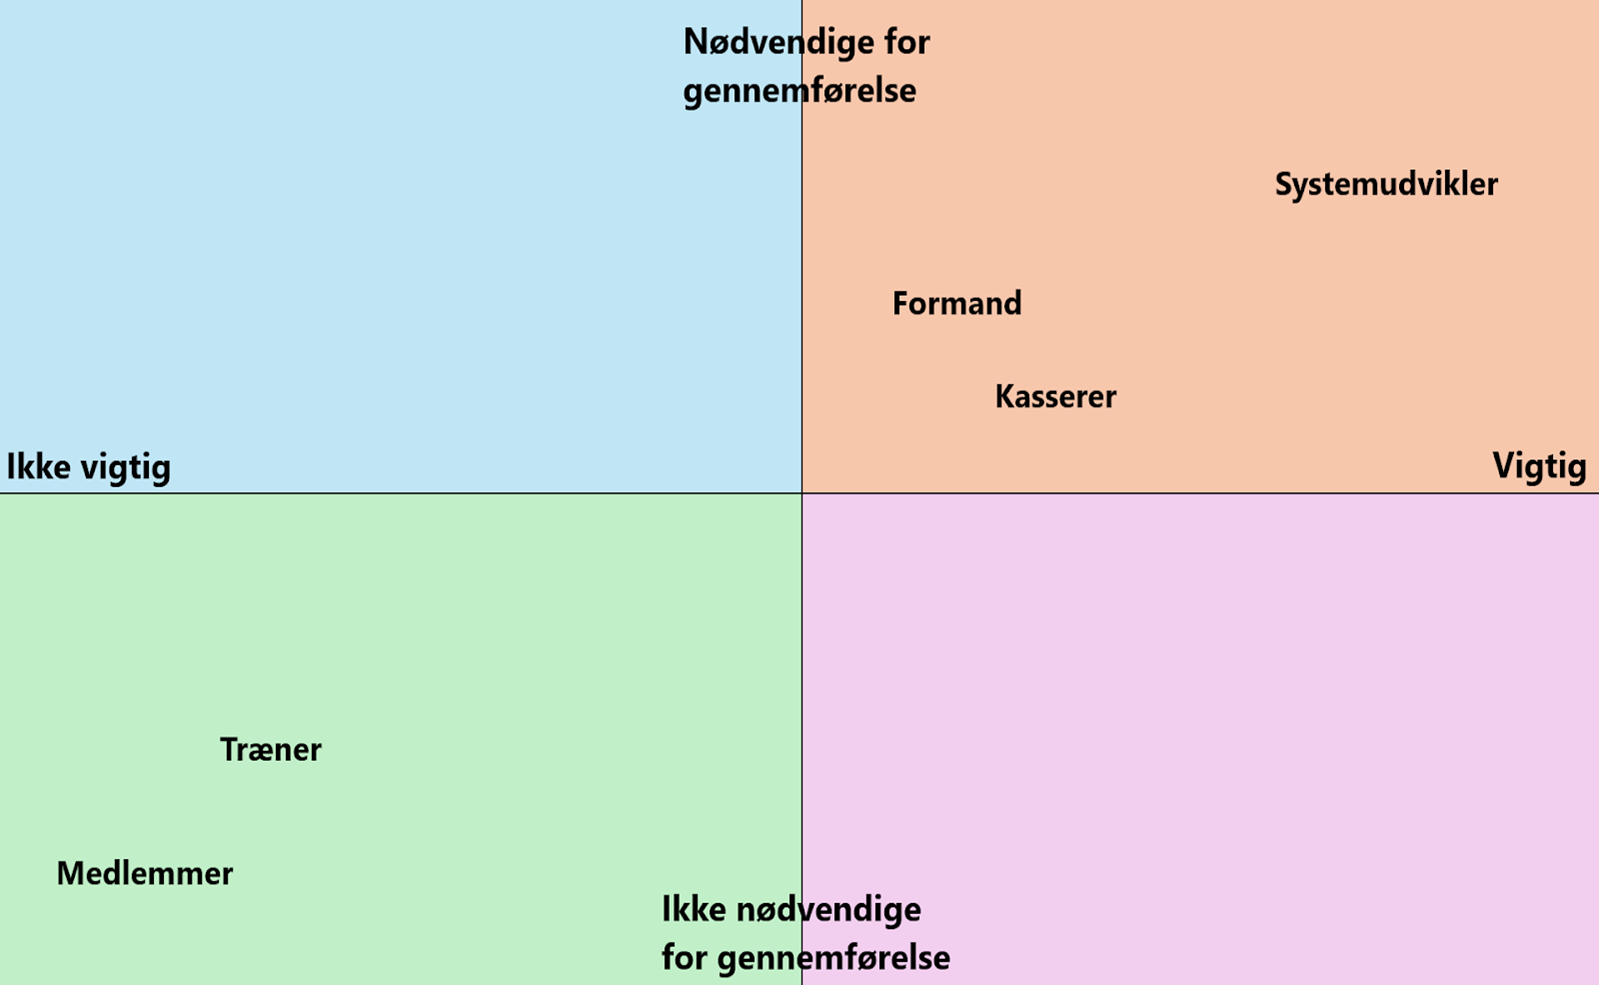 Nødvendige for
gennemførelse
Systemudvikler
Formand
Kasserer
Ikke vigtig
Vigtig
Træner
Medlemmer
Ikke nødvendige
for gennemførelse